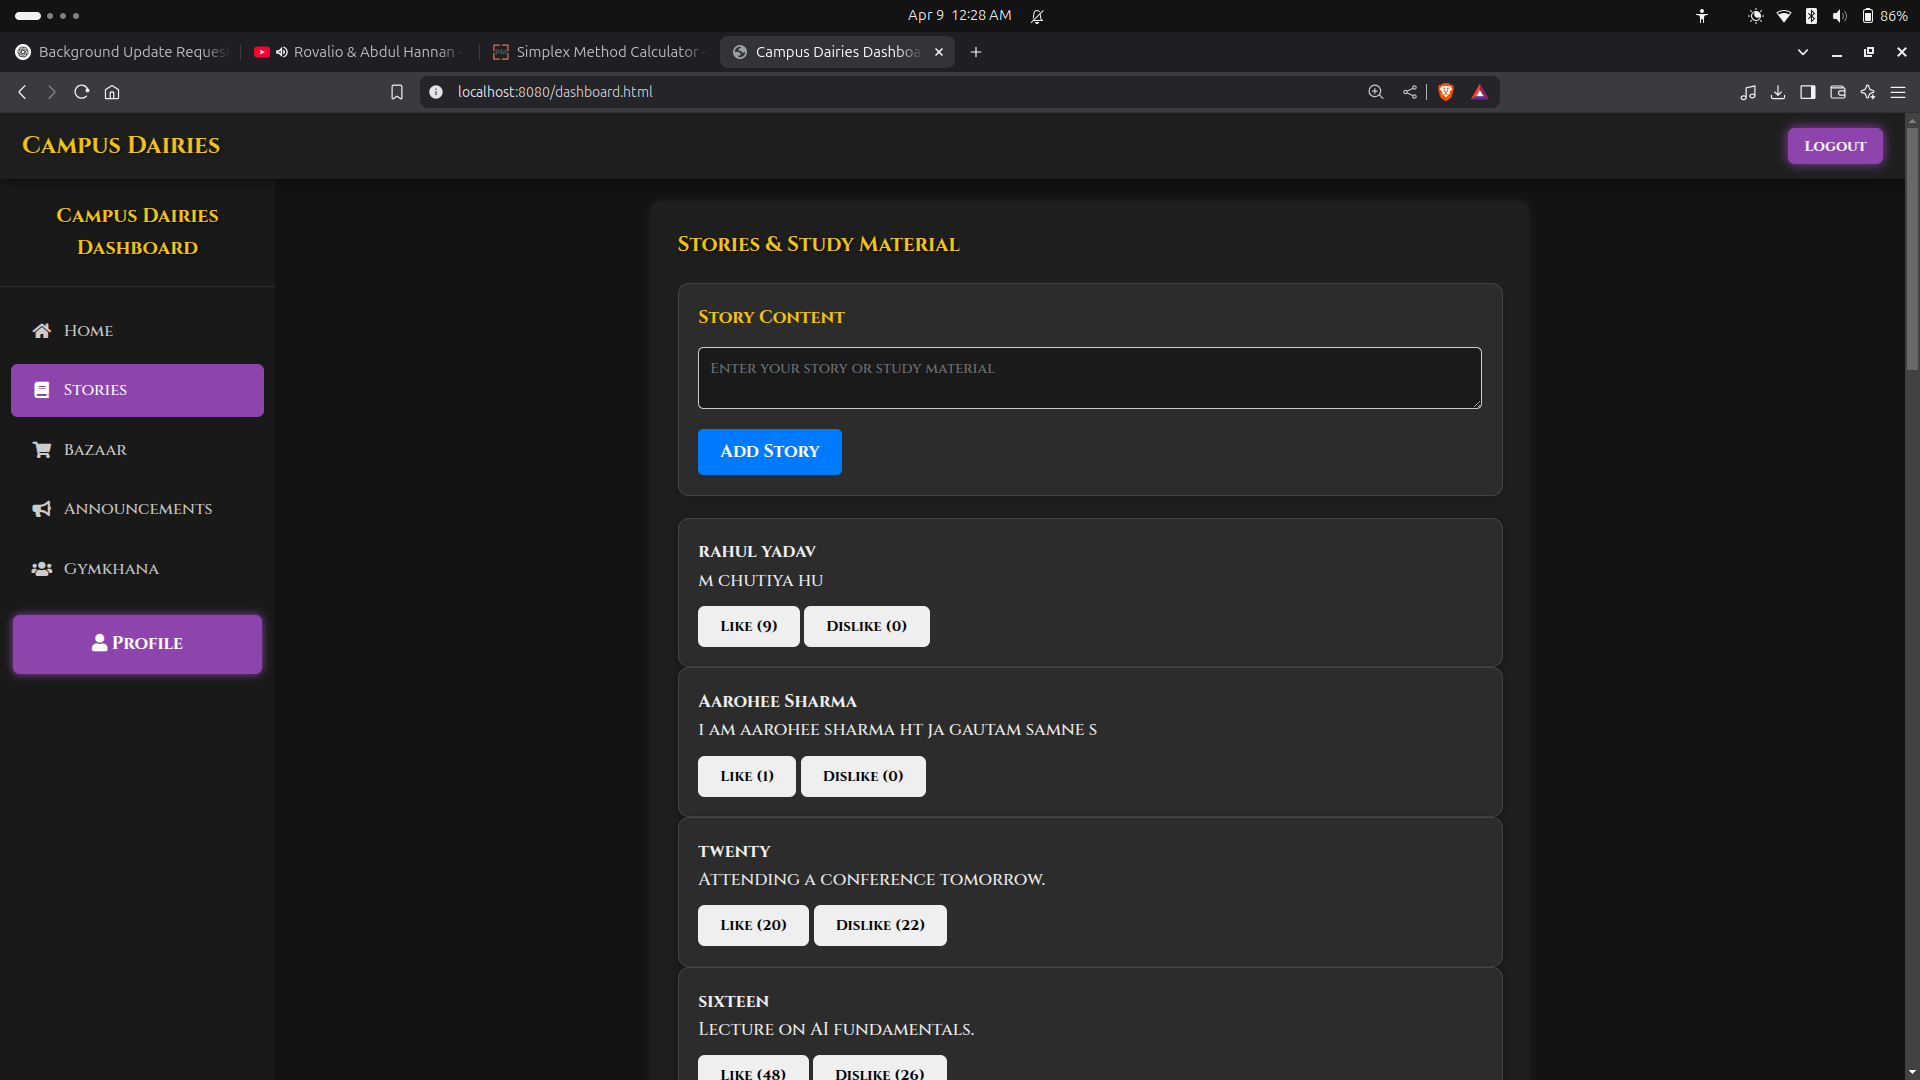 Apr 9 12:28 AM
86%
Background Update Reques
Rovalio & Abdul Hannan -
Simplex Method Calculator -
Campus Dairies Dashboa
localhost:8080/dashboard.html
Campus Dairies
Logout
Campus Dairies
Dashboard
Home
Stories
Bazaar
Announcements
Gymkhana
Profile
Stories & Study Material
Story Content
Enter your story or study material
Add Story
rahul yadav
m chutiya hu
Like (9) Dislike (0)
Aarohee Sharma
i am aarohee sharma ht ja gautam samne s
Like (1) Dislike (0)
twenty
Attending a conference tomorrow.
Like (20) Dislike (22)
sixteen
Lecture on AI fundamentals.
Like (48) Dislike (26)